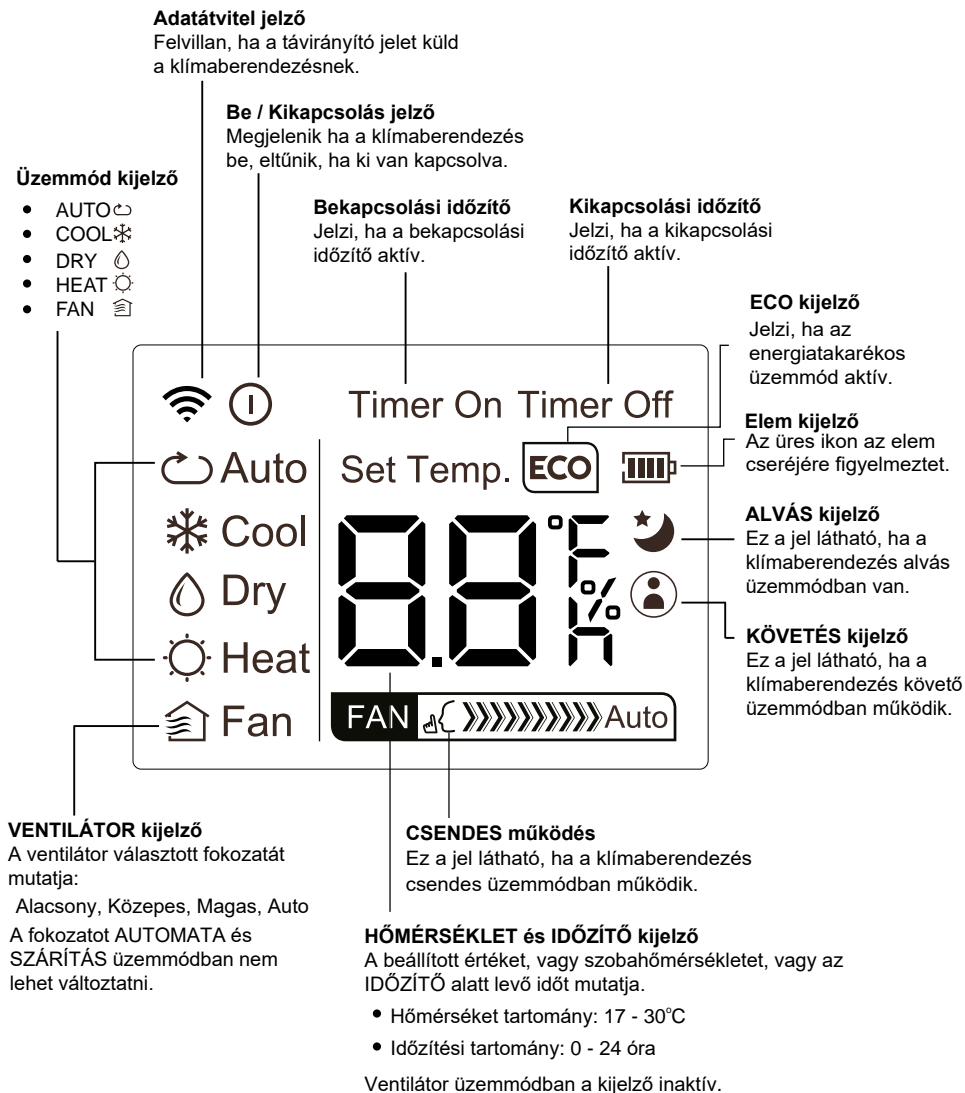 Adatátvitel jelző
Felvillan, ha a távirányító jelet küld
a klímaberendezésnek.
Be / Kikapcsolás jelző
Megjelenik ha a klímaberendezés
be, eltűnik, ha ki van kapcsolva.
Üzemmód kijelző
• AUTO
• COOL
• DRY
• HEAT
• FAN
Bekapcsolási időzítő
Jelzi, ha a bekapcsolási
időzítő aktív.
Kikapcsolási időzítő
Jelzi, ha a kikapcsolási
időzítő aktív.
ECO kijelző
Jelzi, ha az
energiatakarékos
üzemmód aktív.
Elem kijelző
Az üres ikon az elem
cseréjére figyelmeztet.
ALVÁS kijelző
Ez a jel látható, ha a
klímaberendezés alvás
üzemmódban van.
KÖVETÉS kijelző
Ez a jel látható, ha a
klímaberendezés követő
üzemmódban működik.
Timer On Timer Off
Auto
Set Temp. ECO
Cool
Dry
Heat
Fan
8.8 °F % h
FAN Auto
VENTILÁTOR kijelző
A ventilátor választott fokozatát
mutatja:
Alacsony, Közepes, Magas, Auto
A fokozatot AUTOMATA és
SZÁRÍTÁS üzemmódban nem
lehet változtatni.
CSENDES működés
Ez a jel látható, ha a klímaberendezés
csendes üzemmódban működik.
HŐMÉRSÉKLET és IDŐZÍTŐ kijelző
A beállított értéket, vagy szobahőmérsékletet, vagy az
IDŐZÍTŐ alatt levő időt mutatja.
• Hőmérséket tartomány: 17 - 30°C
• Időzítési tartomány: 0 - 24 óra
Ventilátor üzemmódban a kijelző inaktív.